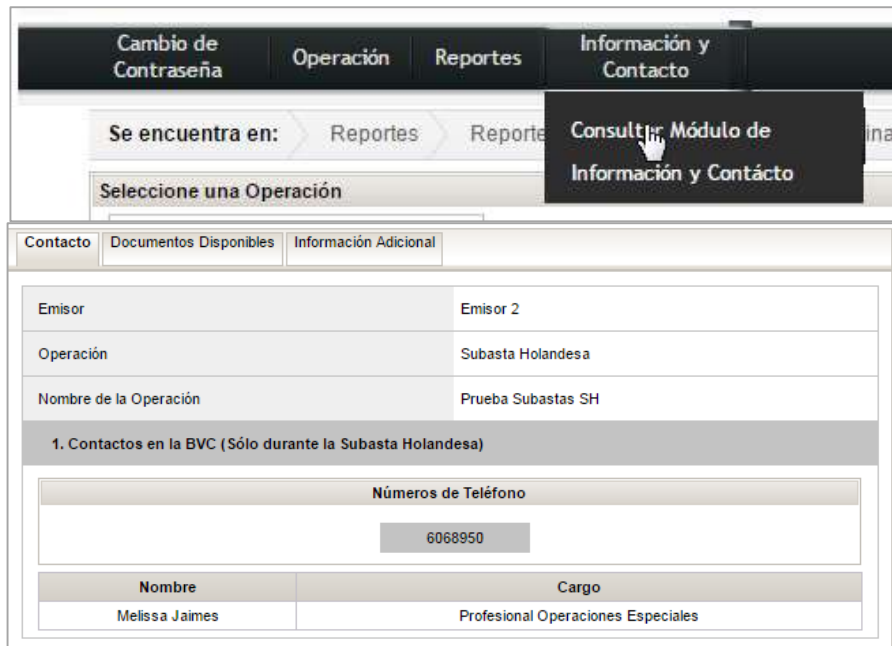 Cambio de
Contraseña
Operación
Reportes
Información y
Contacto
Se encuentra en:
Reportes
Reporte
Consultar Módulo de
Información y Contácto
Seleccione una Operación
Contacto
Documentos Disponibles
Información Adicional
Emisor
Emisor 2
Operación
Subasta Holandesa
Nombre de la Operación
Prueba Subastas SH
1. Contactos en la BVC (Sólo durante la Subasta Holandesa)
Números de Teléfono
6068950
Nombre
Cargo
Melissa Jaimes
Profesional Operaciones Especiales